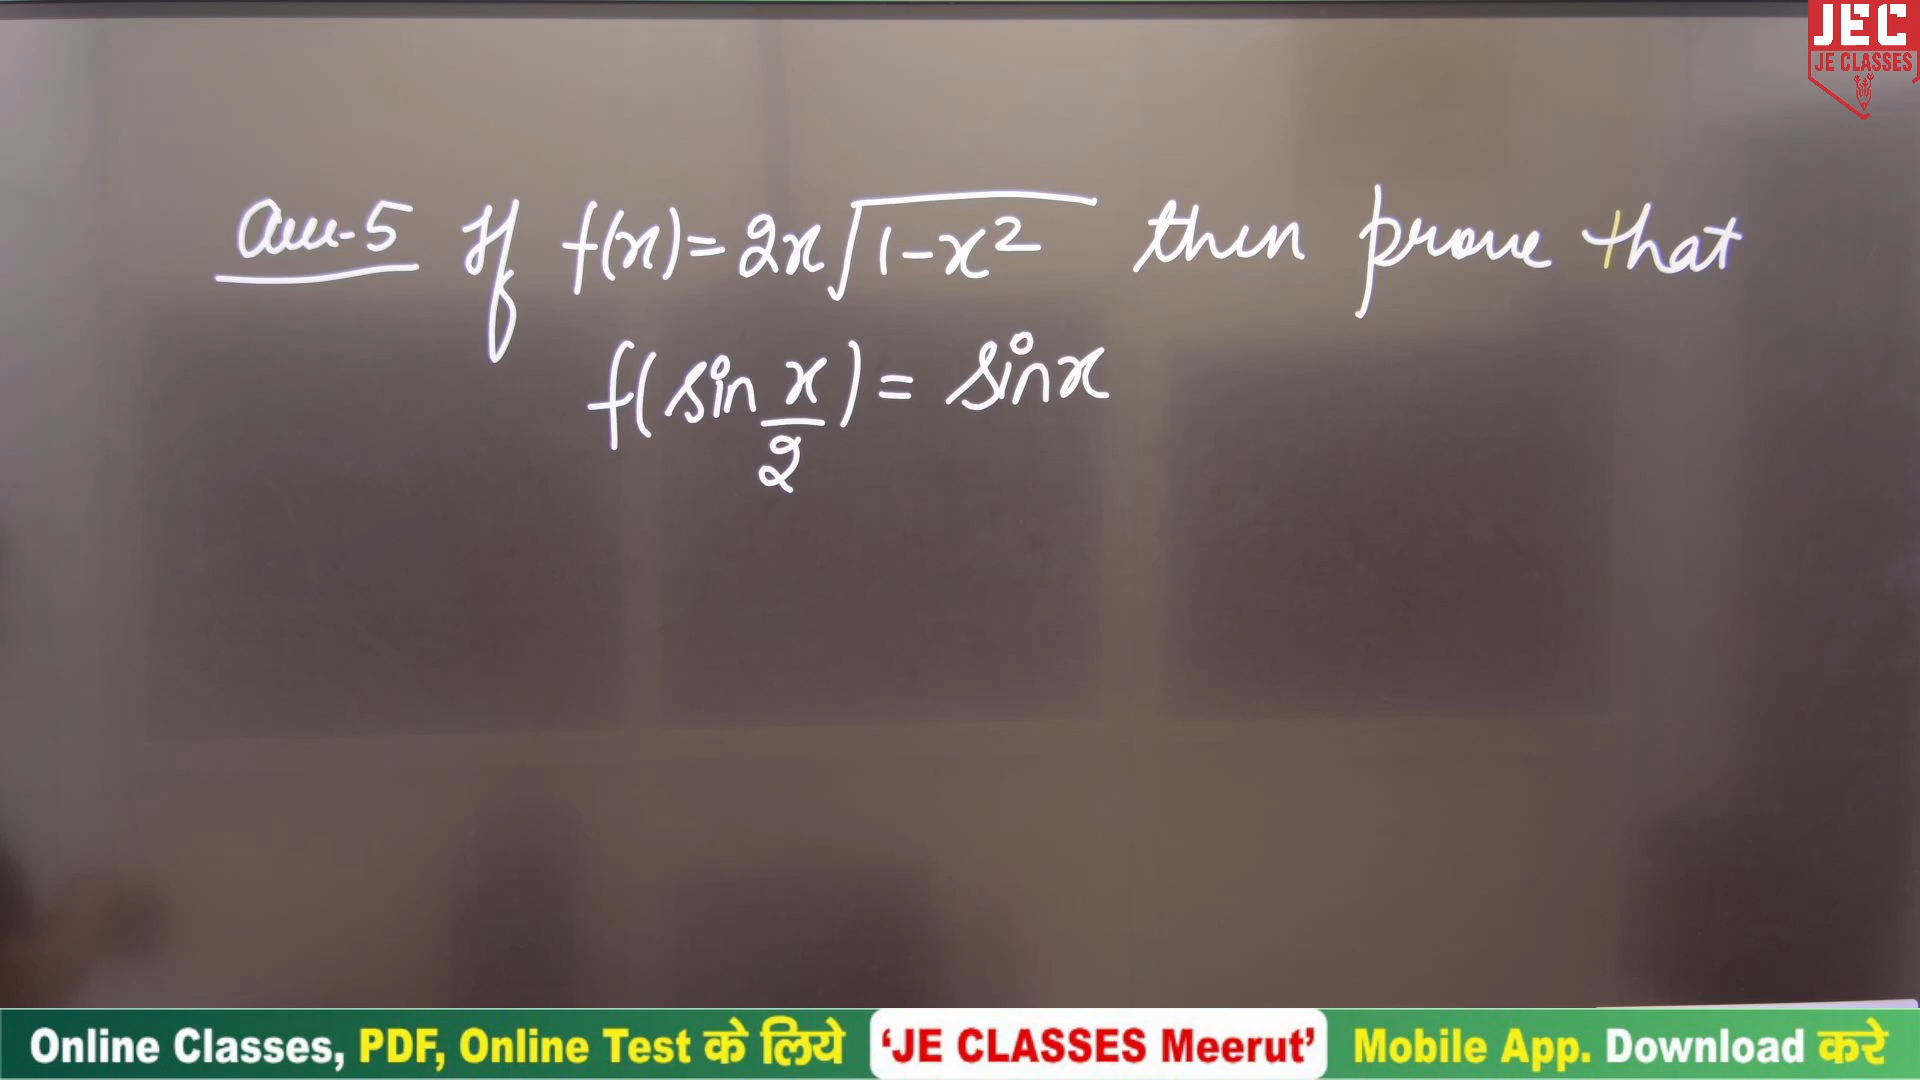 JEC
JE CLASSES
Que-5 If f(x)=2x√1-x² then prove that
f(sin x/2) = sinx
Online Classes, PDF, Online Test के लिये ‘JE CLASSES Meerut’ Mobile App. Download करे